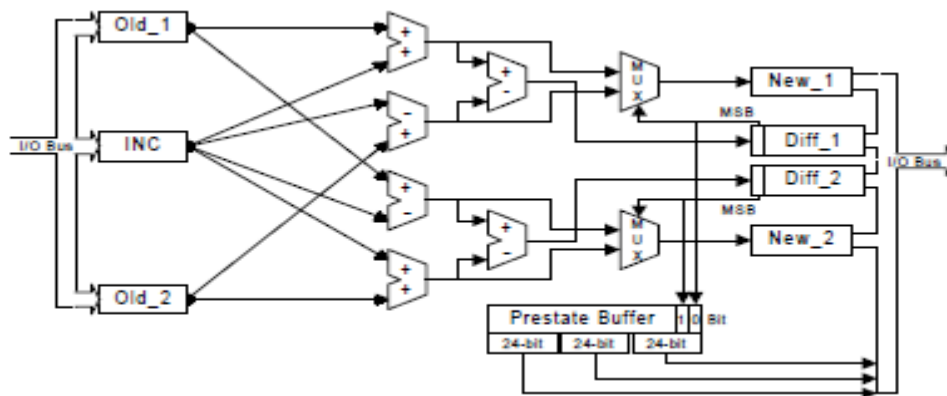 Old_1
+
+
+
-
M
U
X
New_1
MSB
-
+
I/O Bus
INC
Diff_1
I/O Bus
Diff_2
+
-
MSB
+
-
M
U
X
New_2
+
+
Old_2
Prestate Buffer 1 0 Bit
24-bit 24-bit 24-bit